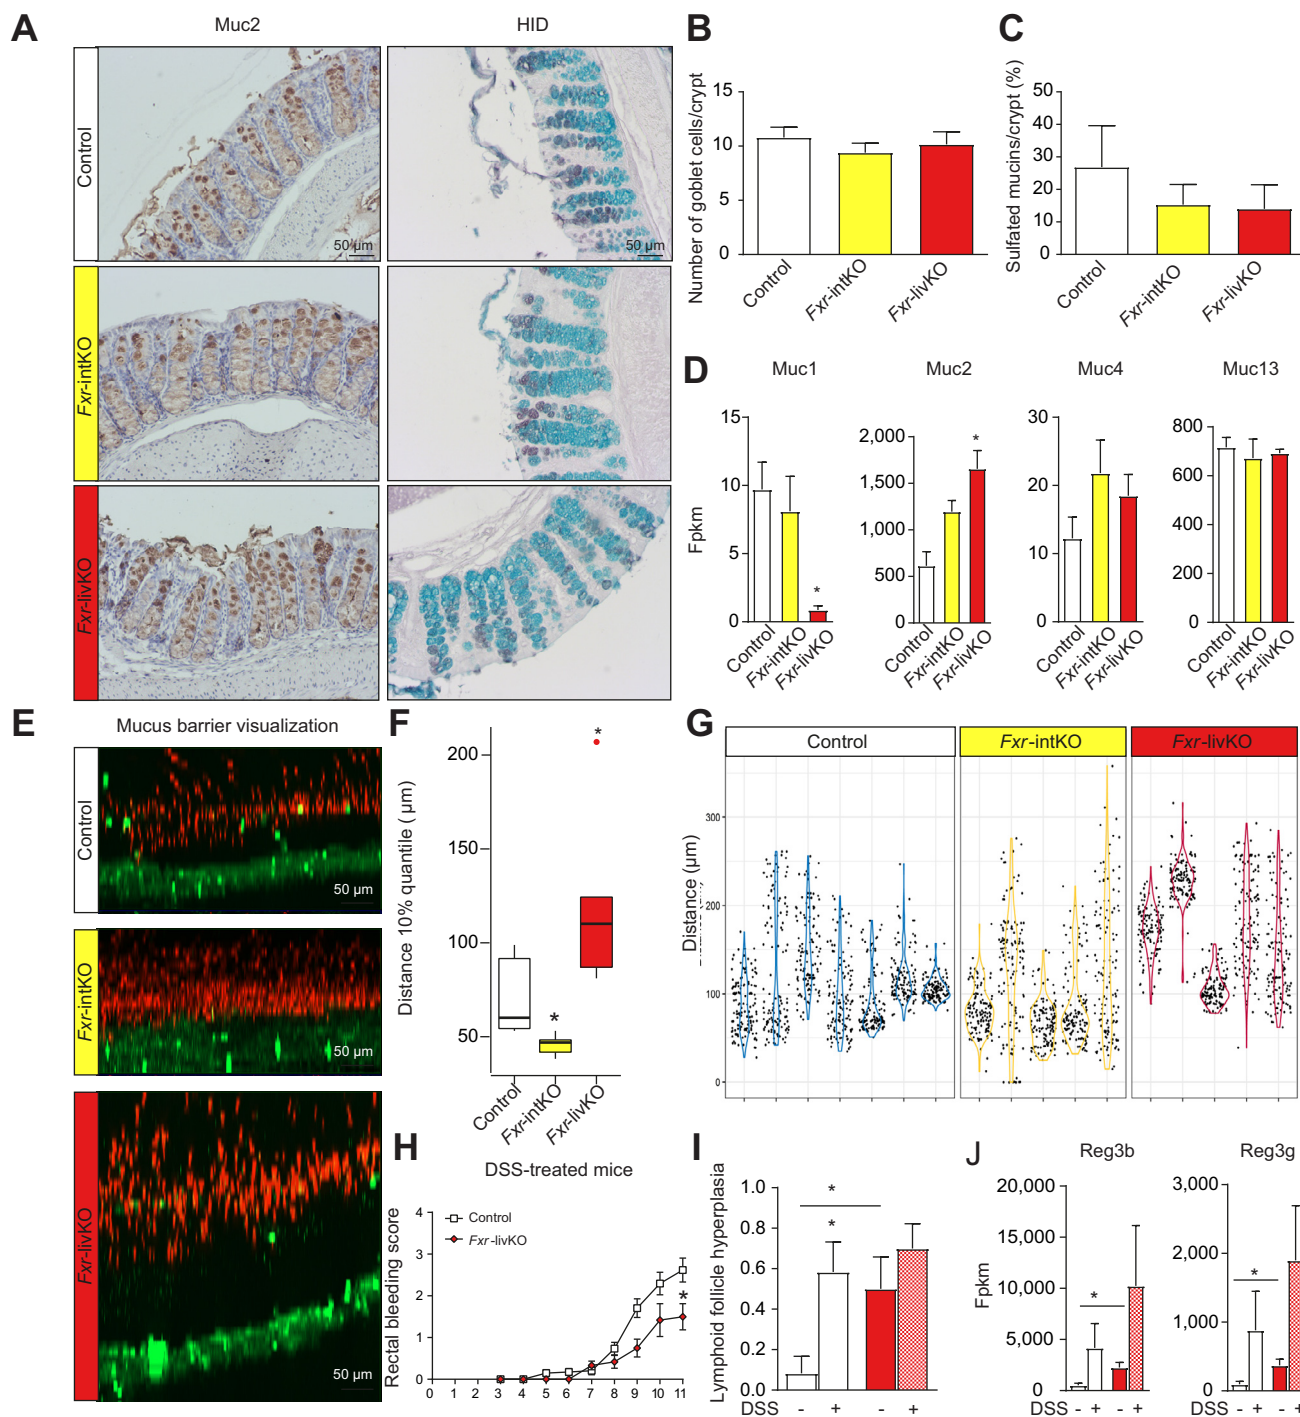 A
Muc2
HID
Control
50 µm
50 µm
Fxr-intKO
Fxr-livKO
B
Number of goblet cells/crypt
15
10
5
0
Control
Fxr-intKO
Fxr-livKO
C
Sulfated mucins/crypt (%)
50
40
30
20
10
0
Control
Fxr-intKO
Fxr-livKO
D
Fpkm
Muc1
15
10
5
0
*
Control
Fxr-intKO
Fxr-livKO
Muc2
2,000
1,500
1,000
500
0
*
Control
Fxr-intKO
Fxr-livKO
Muc4
30
20
10
0
Control
Fxr-intKO
Fxr-livKO
Muc13
800
600
400
200
0
Control
Fxr-intKO
Fxr-livKO
E
Mucus barrier visualization
Control
50 µm
Fxr-intKO
50 µm
Fxr-livKO
50 µm
F
Distance 10% quantile ( µm)
200
150
100
50
*
*
Control
Fxr-intKO
Fxr-livKO
G
Control
Fxr-intKO
Fxr-livKO
Distance (µm)
300
200
100
0
H
DSS-treated mice
Rectal bleeding score
4
3
2
1
0
Control
Fxr-livKO
*
0 1 2 3 4 5 6 7 8 9 10 11
I
Lymphoid follicle hyperplasia
1.0
0.8
0.6
0.4
0.2
0.0
*
*
DSS - + - +
J
Fpkm
Reg3b
20,000
15,000
10,000
5,000
0
*
DSS - + - +
Reg3g
3,000
2,000
1,000
0
*
DSS - + - +